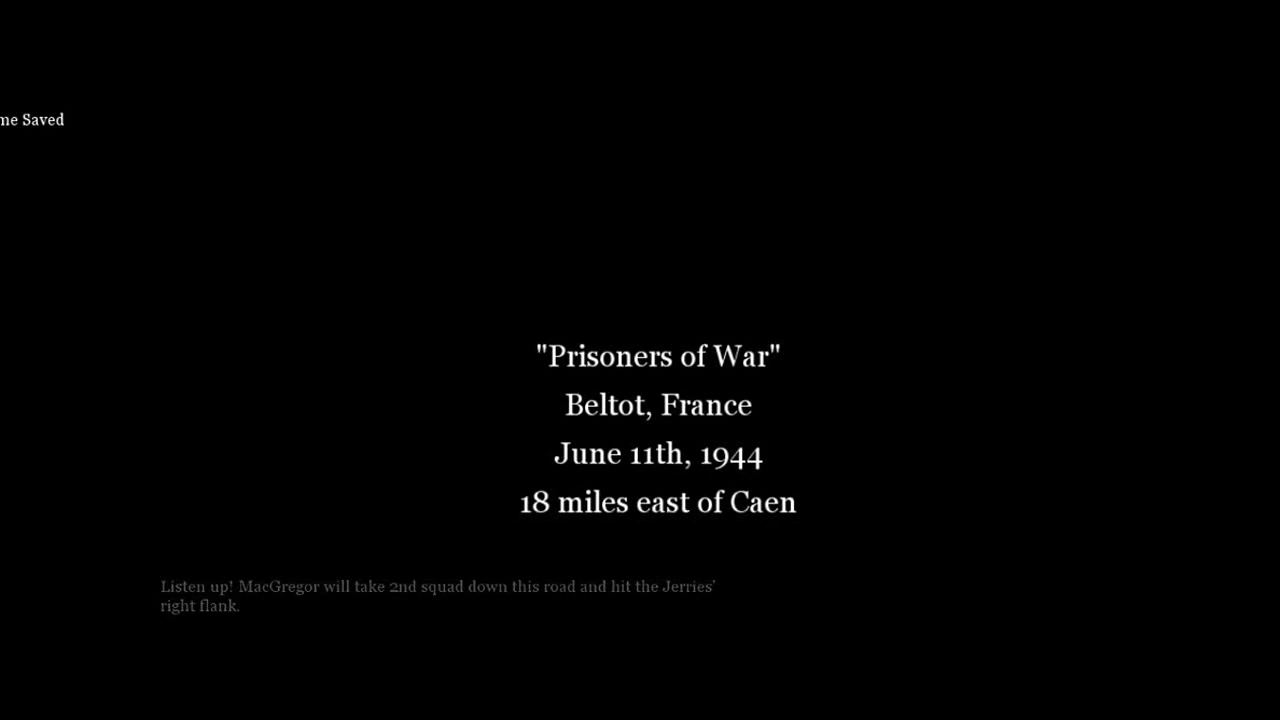 me Saved
"Prisoners of War"
Beltot, France
June 11th, 1944
18 miles east of Caen
Listen up! MacGregor will take 2nd squad down this road and hit the Jerries'
right flank.